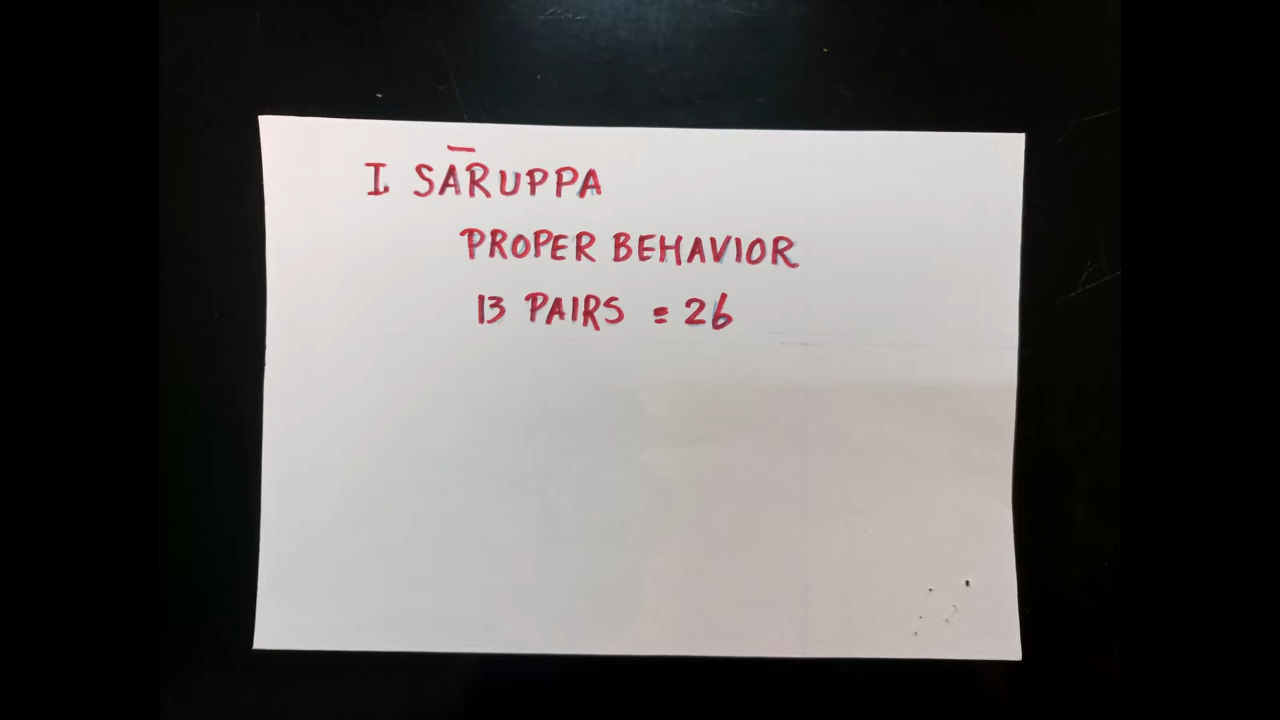 I. SĀRUPPA
PROPER BEHAVIOR
13 PAIRS = 26